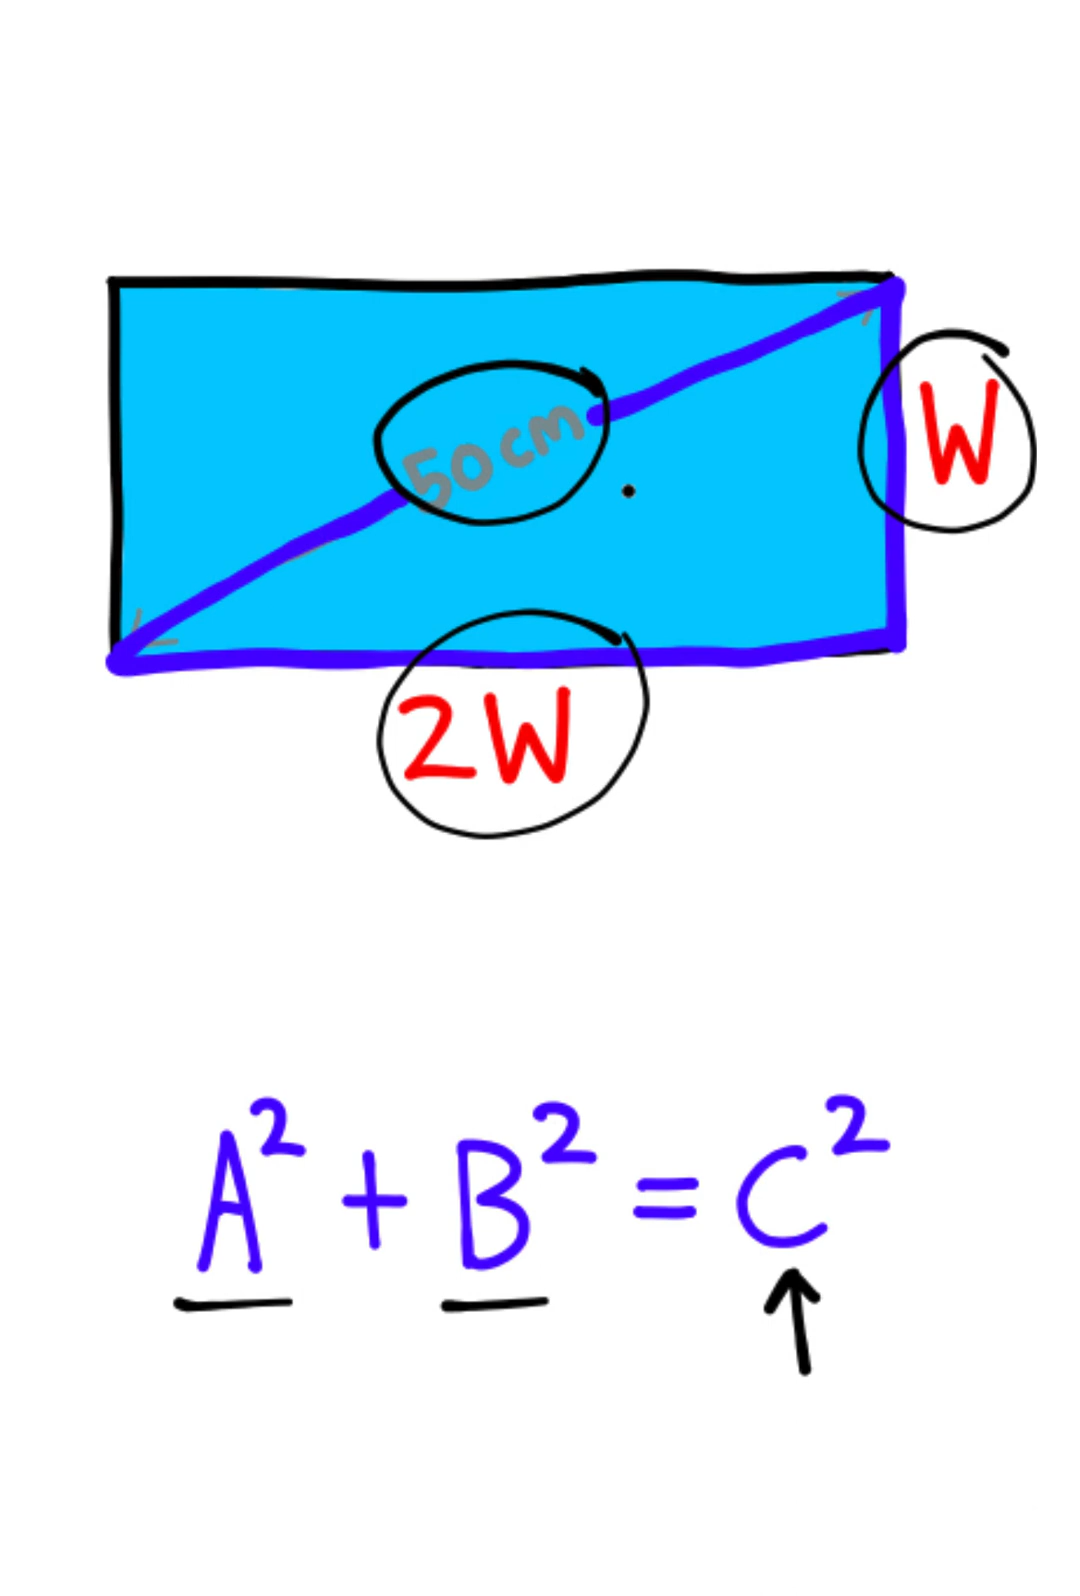 50cm
W
2W
A² + B² = C²